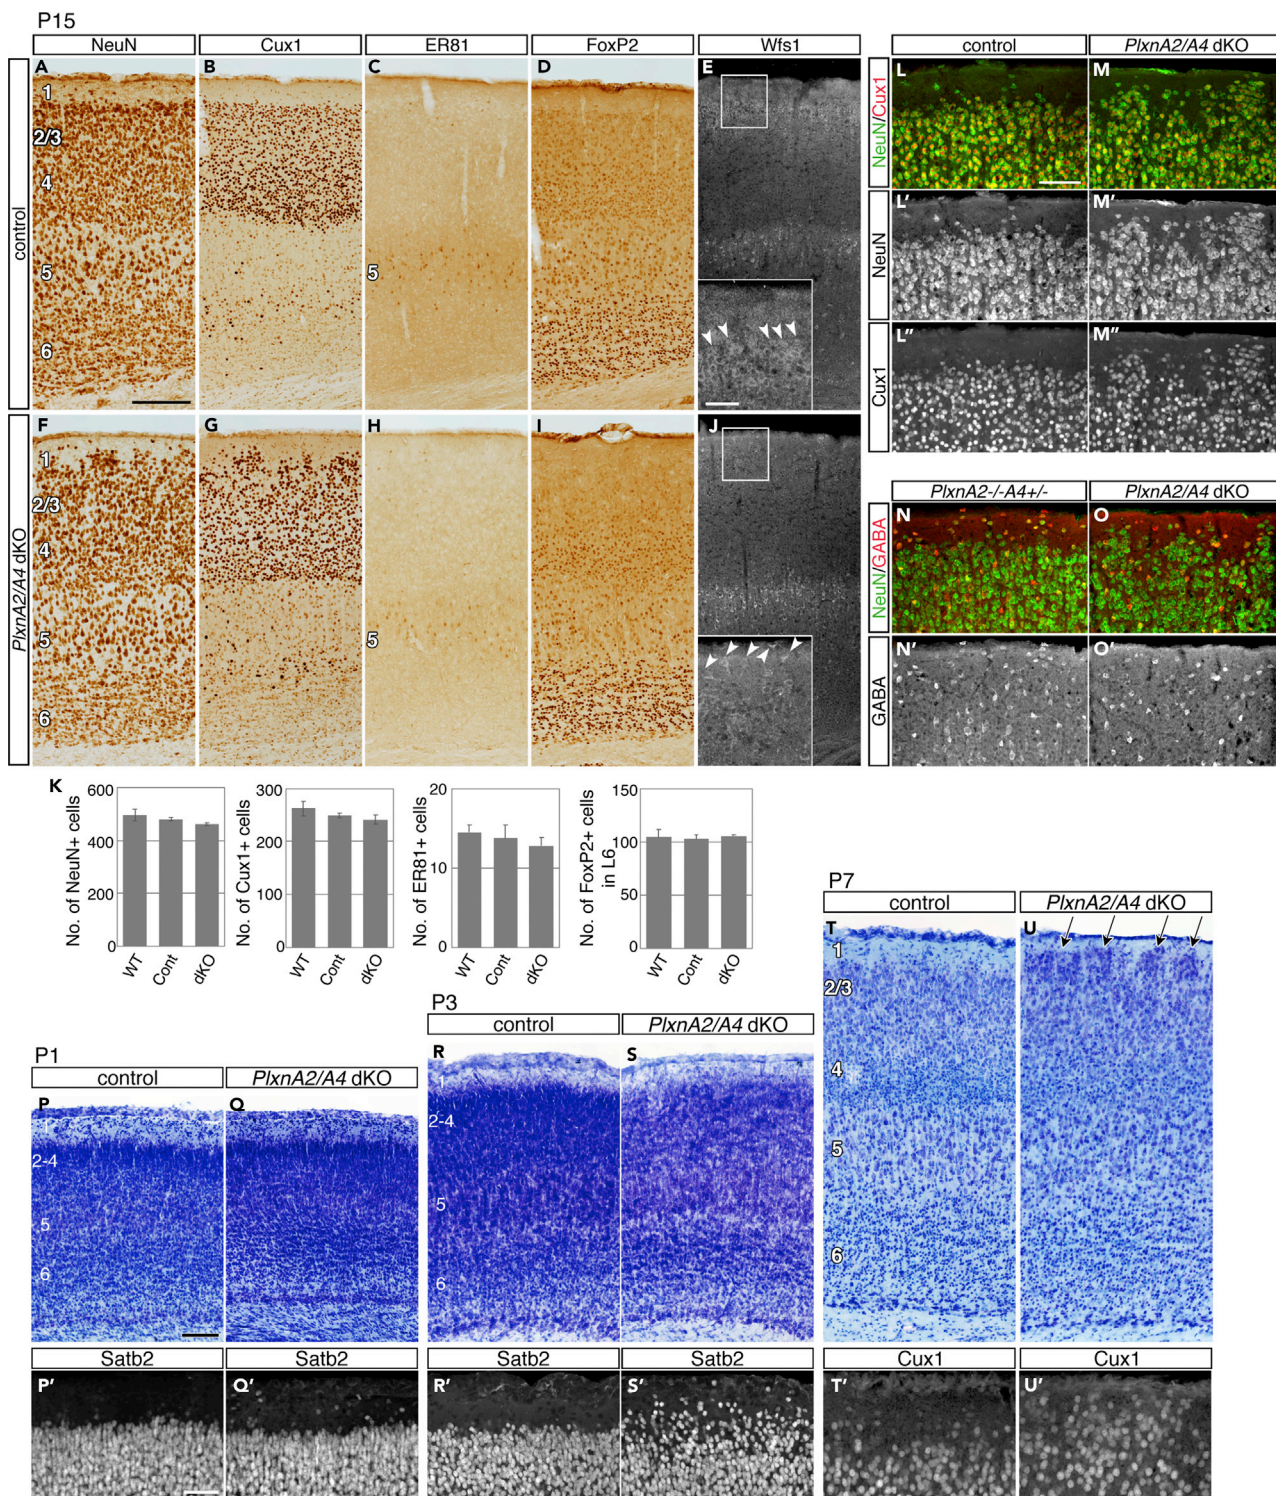 P15
NeuN Cux1 ER81 FoxP2 Wfs1
control PlxnA2/A4 dKO
control
A B C D E
1
2/3
4
5 5
6
PlxnA2/A4 dKO
F G H I J
1
2/3
4
5 5
6
NeuN/Cux1
L M
NeuN
L′ M′
Cux1
L″ M″
PlxnA2-/-A4+/- PlxnA2/A4 dKO
NeuN/GABA
N O
GABA
N′ O′
K
No. of NeuN+ cells
600
400
200
0
WT Cont dKO
No. of Cux1+ cells
300
200
100
0
WT Cont dKO
No. of ER81+ cells
20
10
0
WT Cont dKO
No. of FoxP2+ cells in L6
150
100
50
0
WT Cont dKO
P1
control PlxnA2/A4 dKO
P Q
1
2-4
5
6
Satb2 Satb2
P′ Q′
P3
control PlxnA2/A4 dKO
R S
1
2-4
5
6
Satb2 Satb2
R′ S′
P7
control PlxnA2/A4 dKO
T U
1
2/3
4
5
6
Cux1 Cux1
T′ U′